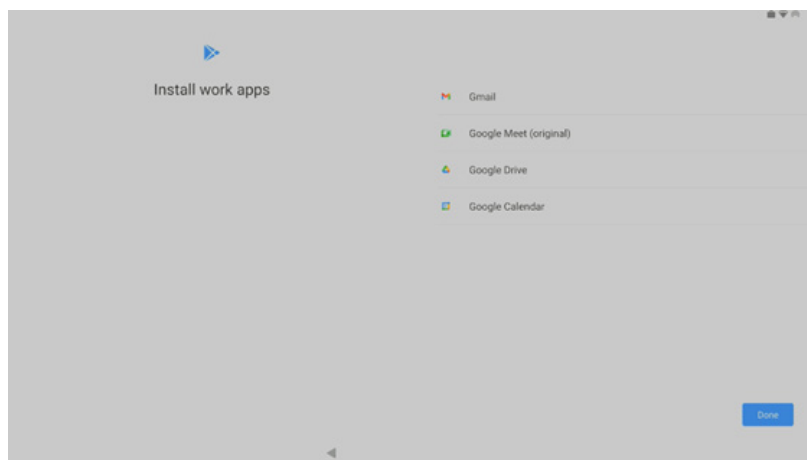 Install work apps
Gmail
Google Meet (original)
Google Drive
Google Calendar
Done